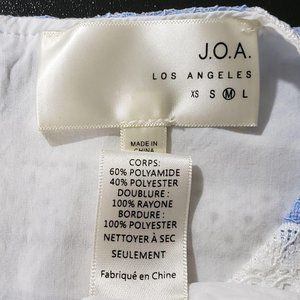 J.O.A.
LOS ANGELES
XS S M L
MADE IN
CHINA
CORPS:
60% POLYAMIDE
40% POLYESTER
DOUBLURE :
100% RAYONE
BORDURE :
100% POLYESTER
NETTOYER À SEC
SEULEMENT
Fabriqué en Chine